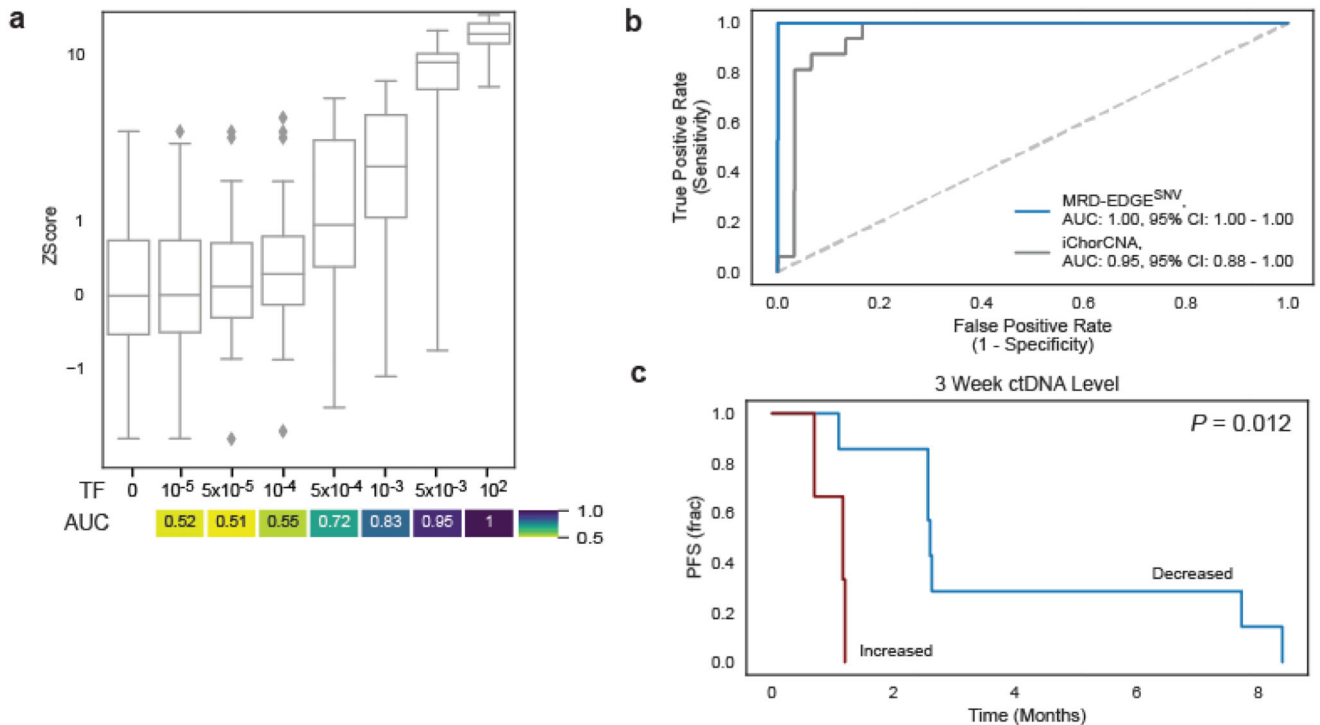 a
10
1
0
−1
ZScore
TF 0 10-5 5x10-5 10-4 5x10-4 10-3 5x10-3 102
AUC 0.52 0.51 0.55 0.72 0.83 0.95 1
1.0
0.5
b
1.0
0.8
0.6
0.4
0.2
0.0
True Positive Rate
(Sensitivity)
MRD-EDGESNV,
AUC: 1.00, 95% CI: 1.00 - 1.00
iChorCNA,
AUC: 0.95, 95% CI: 0.88 - 1.00
0.0 0.2 0.4 0.6 0.8 1.0
False Positive Rate
(1 - Specificity)
c
3 Week ctDNA Level
1.0
0.8
0.6
0.4
0.2
0.0
PFS (frac)
P = 0.012
Decreased
Increased
0 2 4 6 8
Time (Months)